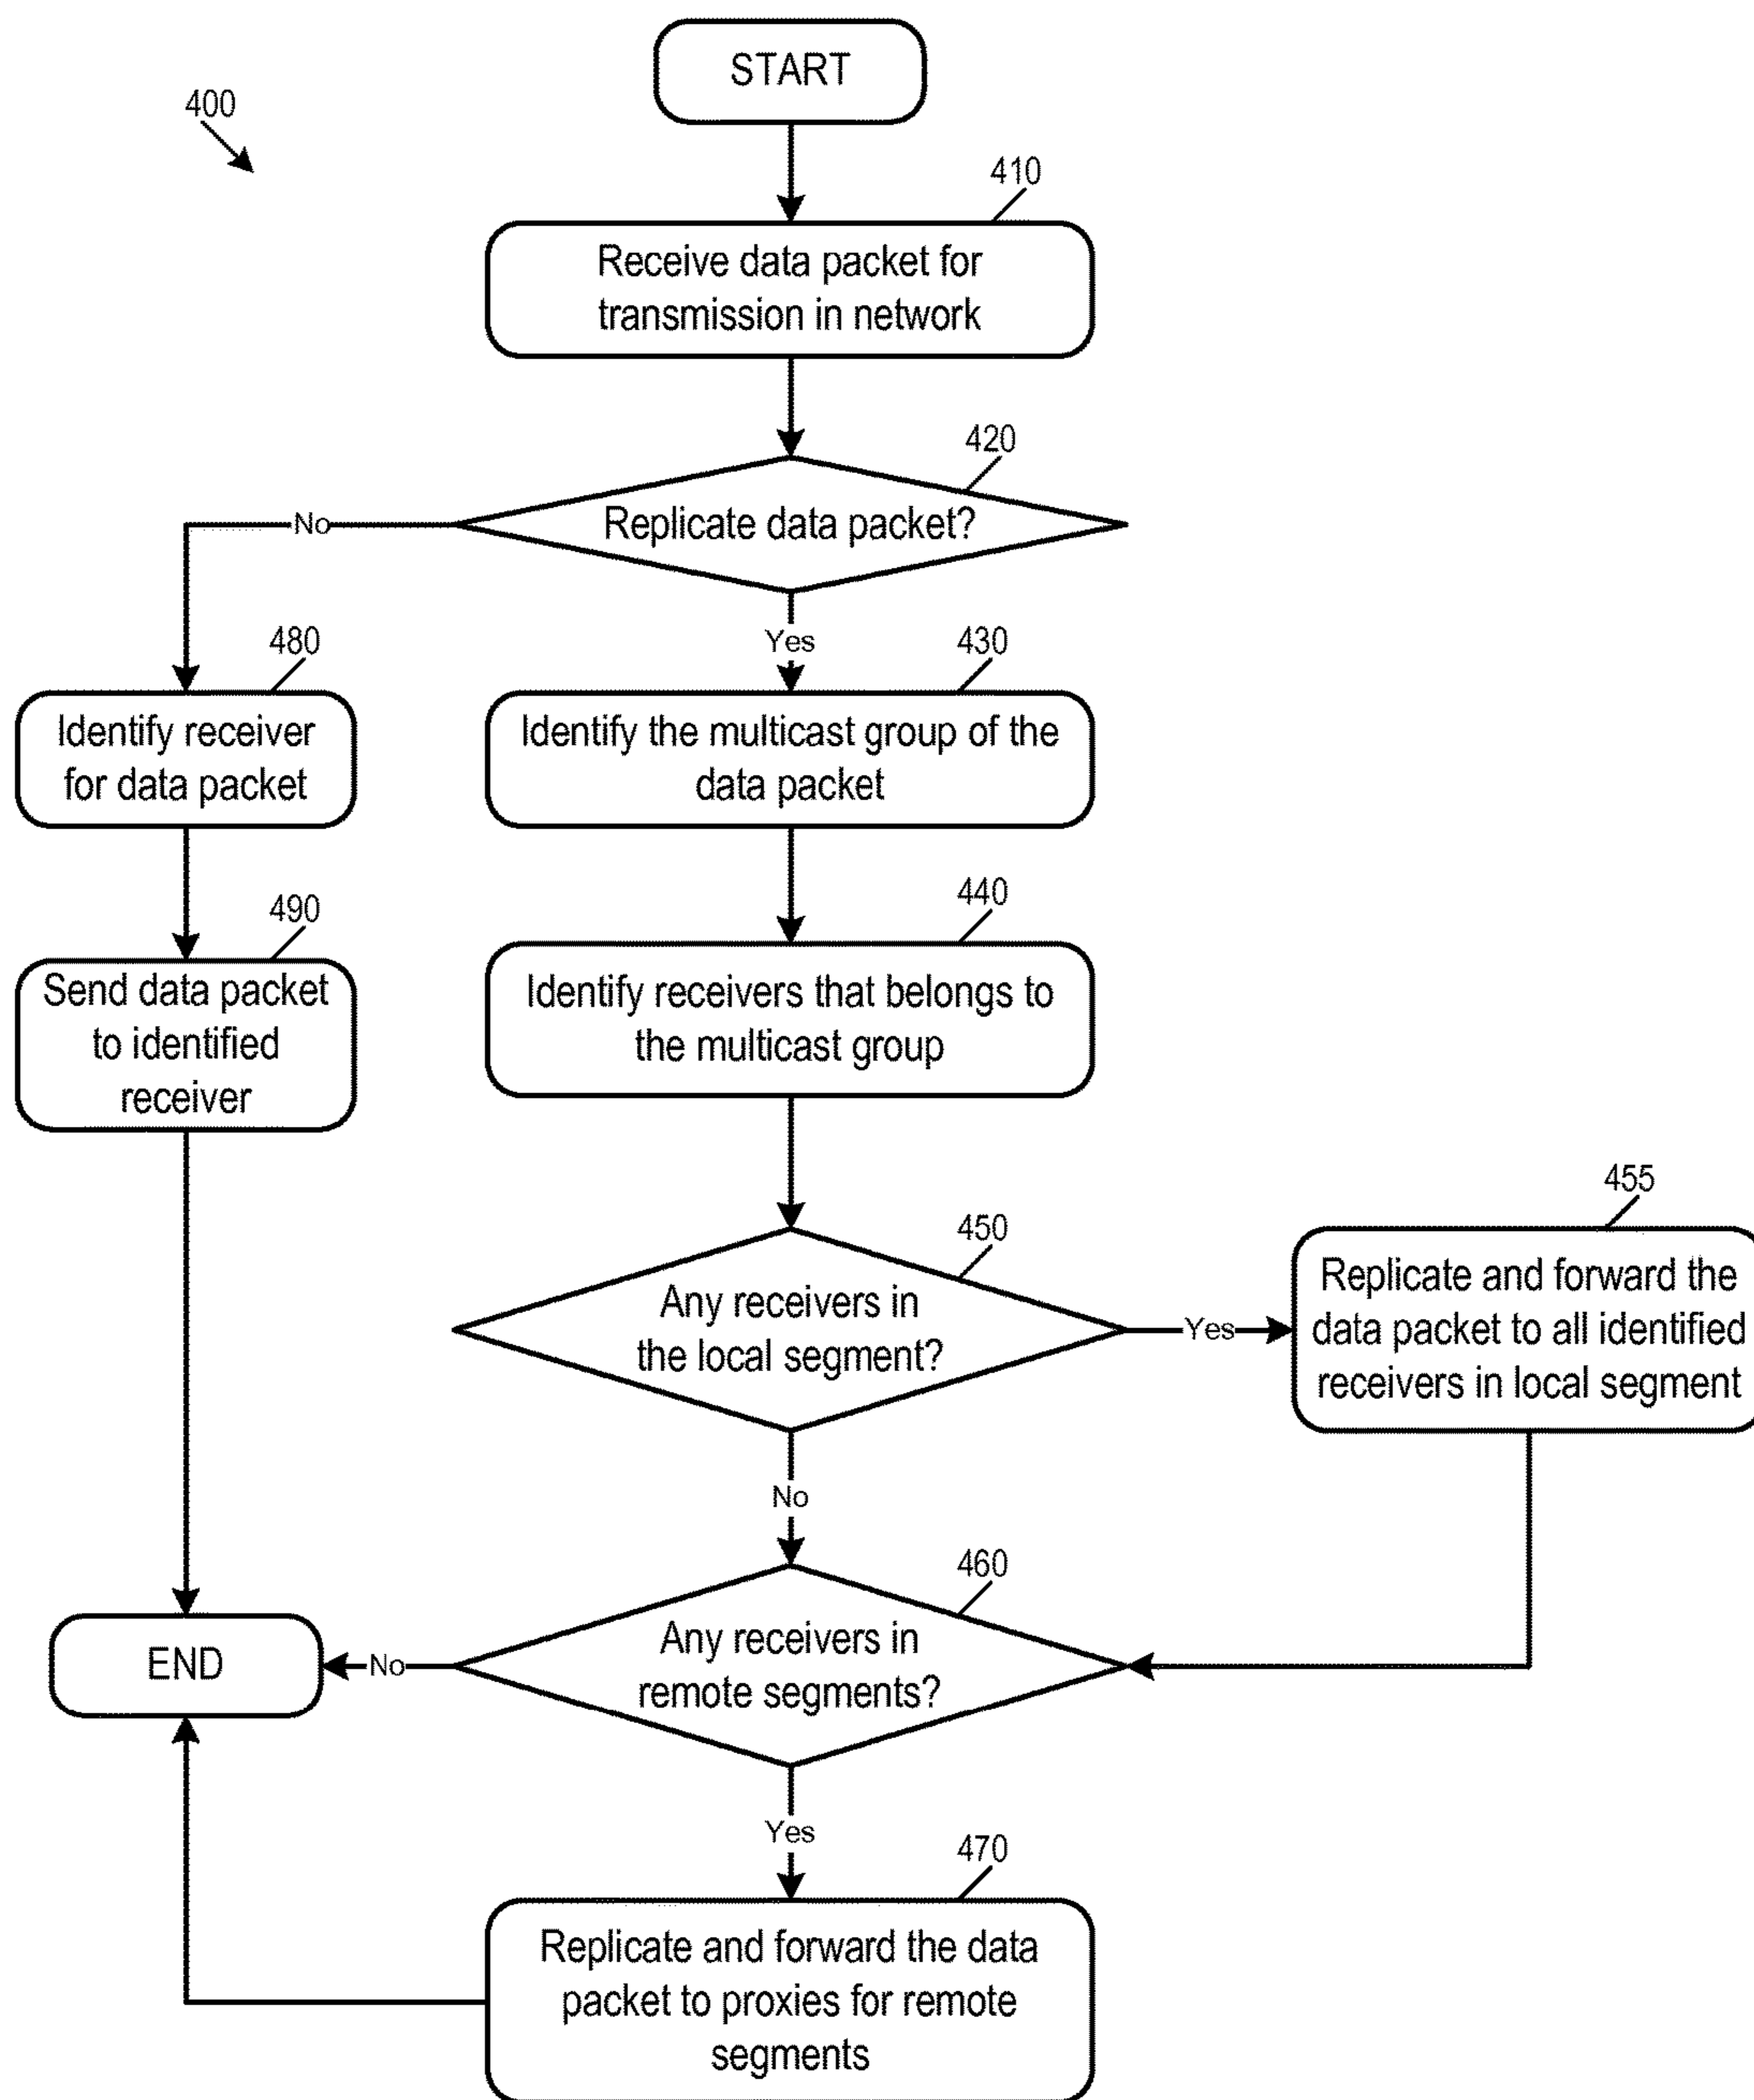 START
400
410
Receive data packet for
transmission in network
420
Replicate data packet?
No
Yes
480
430
Identify receiver
for data packet
Identify the multicast group of the
data packet
490
440
Send data packet
to identified
receiver
Identify receivers that belongs to
the multicast group
450
Any receivers in
the local segment?
Yes
455
Replicate and forward the
data packet to all identified
receivers in local segment
No
460
Any receivers in
remote segments?
No
END
Yes
470
Replicate and forward the data
packet to proxies for remote
segments